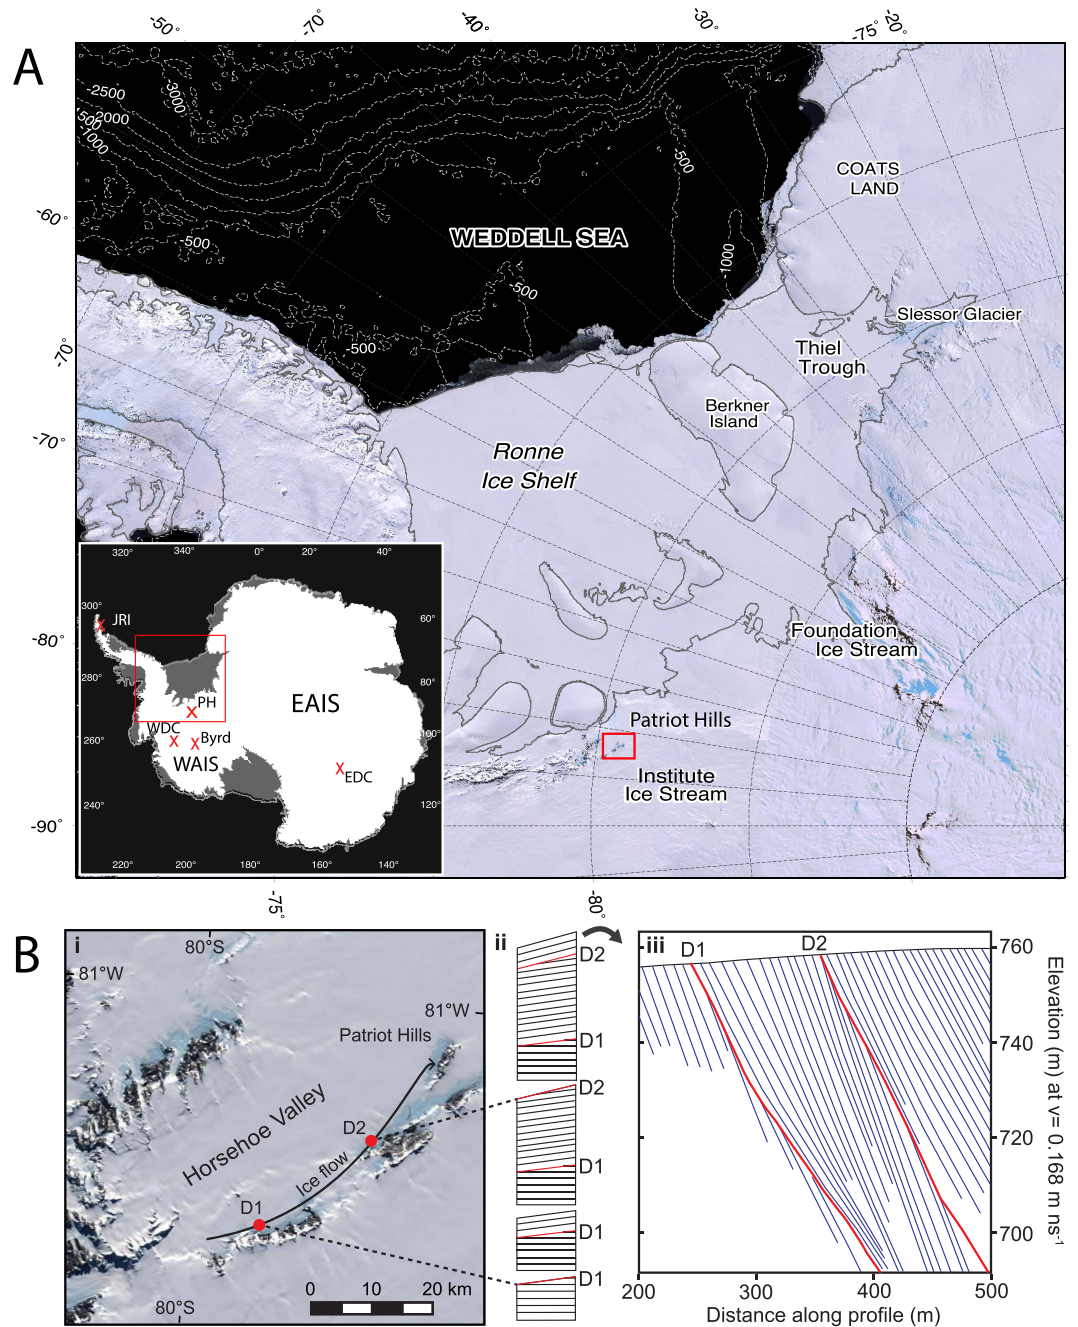 A
-50°
-70°
-40°
-30°
-20°
-75°
-2500
-3000
-2000
-500
-1000
-60°
-500
-500
-1000
WEDDELL SEA
-500
-500
COATS
LAND
Slessor Glacier
Thiel
Trough
Berkner
Island
-70°
-70°
Ronne
Ice Shelf
Foundation
Ice Stream
Patriot Hills
Institute
Ice Stream
-80°
-90°
-75°
-80°
320°
340°
0°
20°
40°
300°
JRI
60°
280°
PH
EAIS
80°
WDC
Byrd
100°
260°
WAIS
EDC
240°
120°
220°
200°
180°
160°
140°
B
i
80°S
81°W
81°W
Patriot Hills
Horsehoe Valley
D2
Ice flow
D1
0
10
20 km
80°S
ii
D2
D1
D2
D1
D1
D1
iii
D1
D2
760
740
720
700
Elevation (m) at v= 0.168 m ns-1
200
300
400
500
Distance along profile (m)